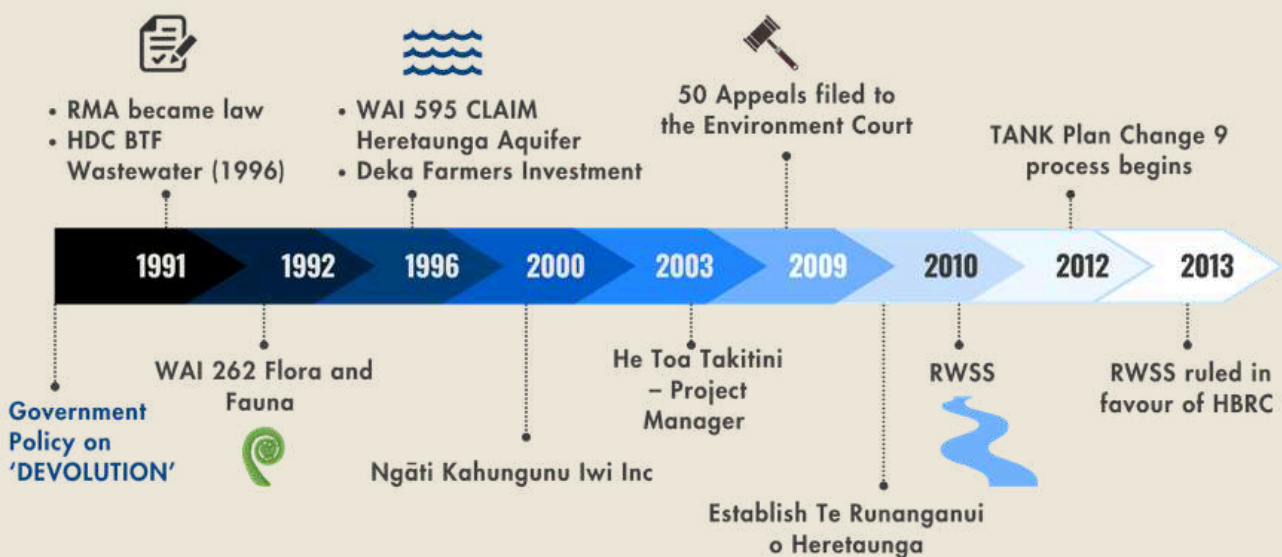 • RMA became law
• HDC BTF
Wastewater (1996)
• WAI 595 CLAIM
Heretaunga Aquifer
• Deka Farmers Investment
50 Appeals filed to
the Environment Court
TANK Plan Change 9
process begins
1991
1992
1996
2000
2003
2009
2010
2012
2013
Government
Policy on
‘DEVOLUTION’
WAI 262 Flora and
Fauna
Ngāti Kahungunu Iwi Inc
He Toa Takitini
– Project
Manager
Establish Te Runanganui
o Heretaunga
RWSS
RWSS ruled in
favour of HBRC